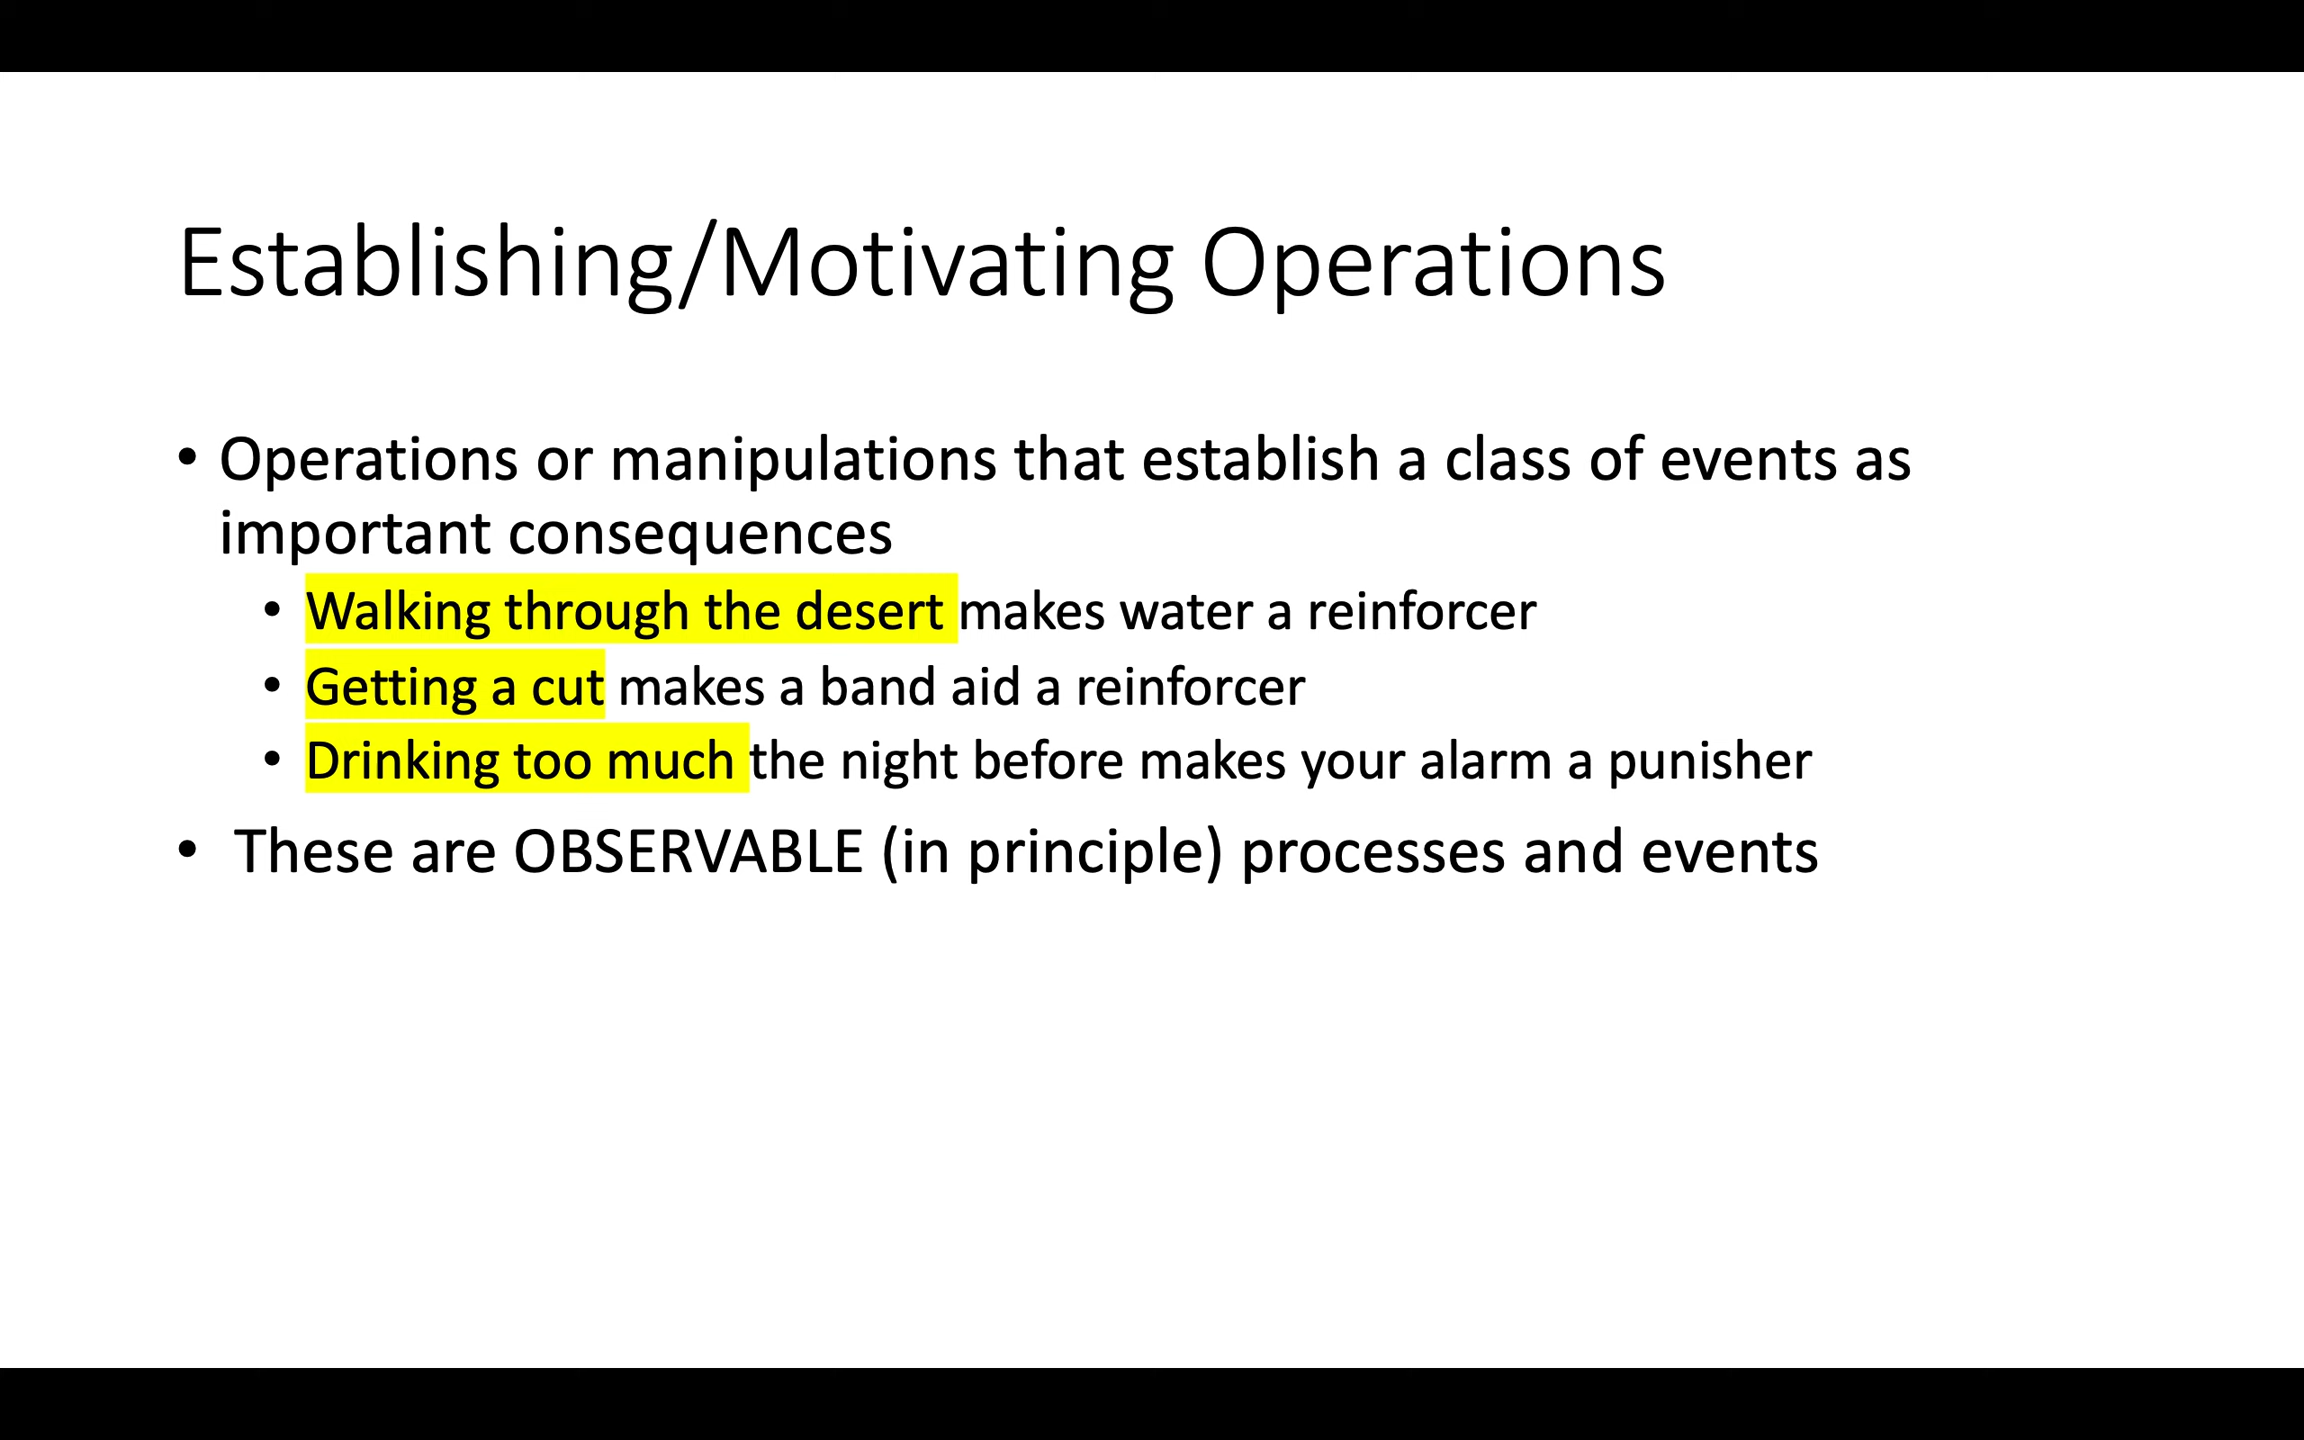 Establishing/Motivating Operations
• Operations or manipulations that establish a class of events as
important consequences
• Walking through the desert makes water a reinforcer
• Getting a cut makes a band aid a reinforcer
• Drinking too much the night before makes your alarm a punisher
• These are OBSERVABLE (in principle) processes and events